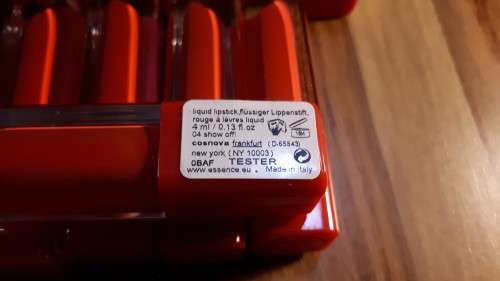 liquid lipstick,flüssiger Lippenstift,
rouge à lèvres liquid
4 ml / 0.13 fl.oz
04 show off! 18M
cosnova frankfurt (D-65843)
new york ( NY 10003)
0BAF TESTER
www.essence.eu. Made in Italy